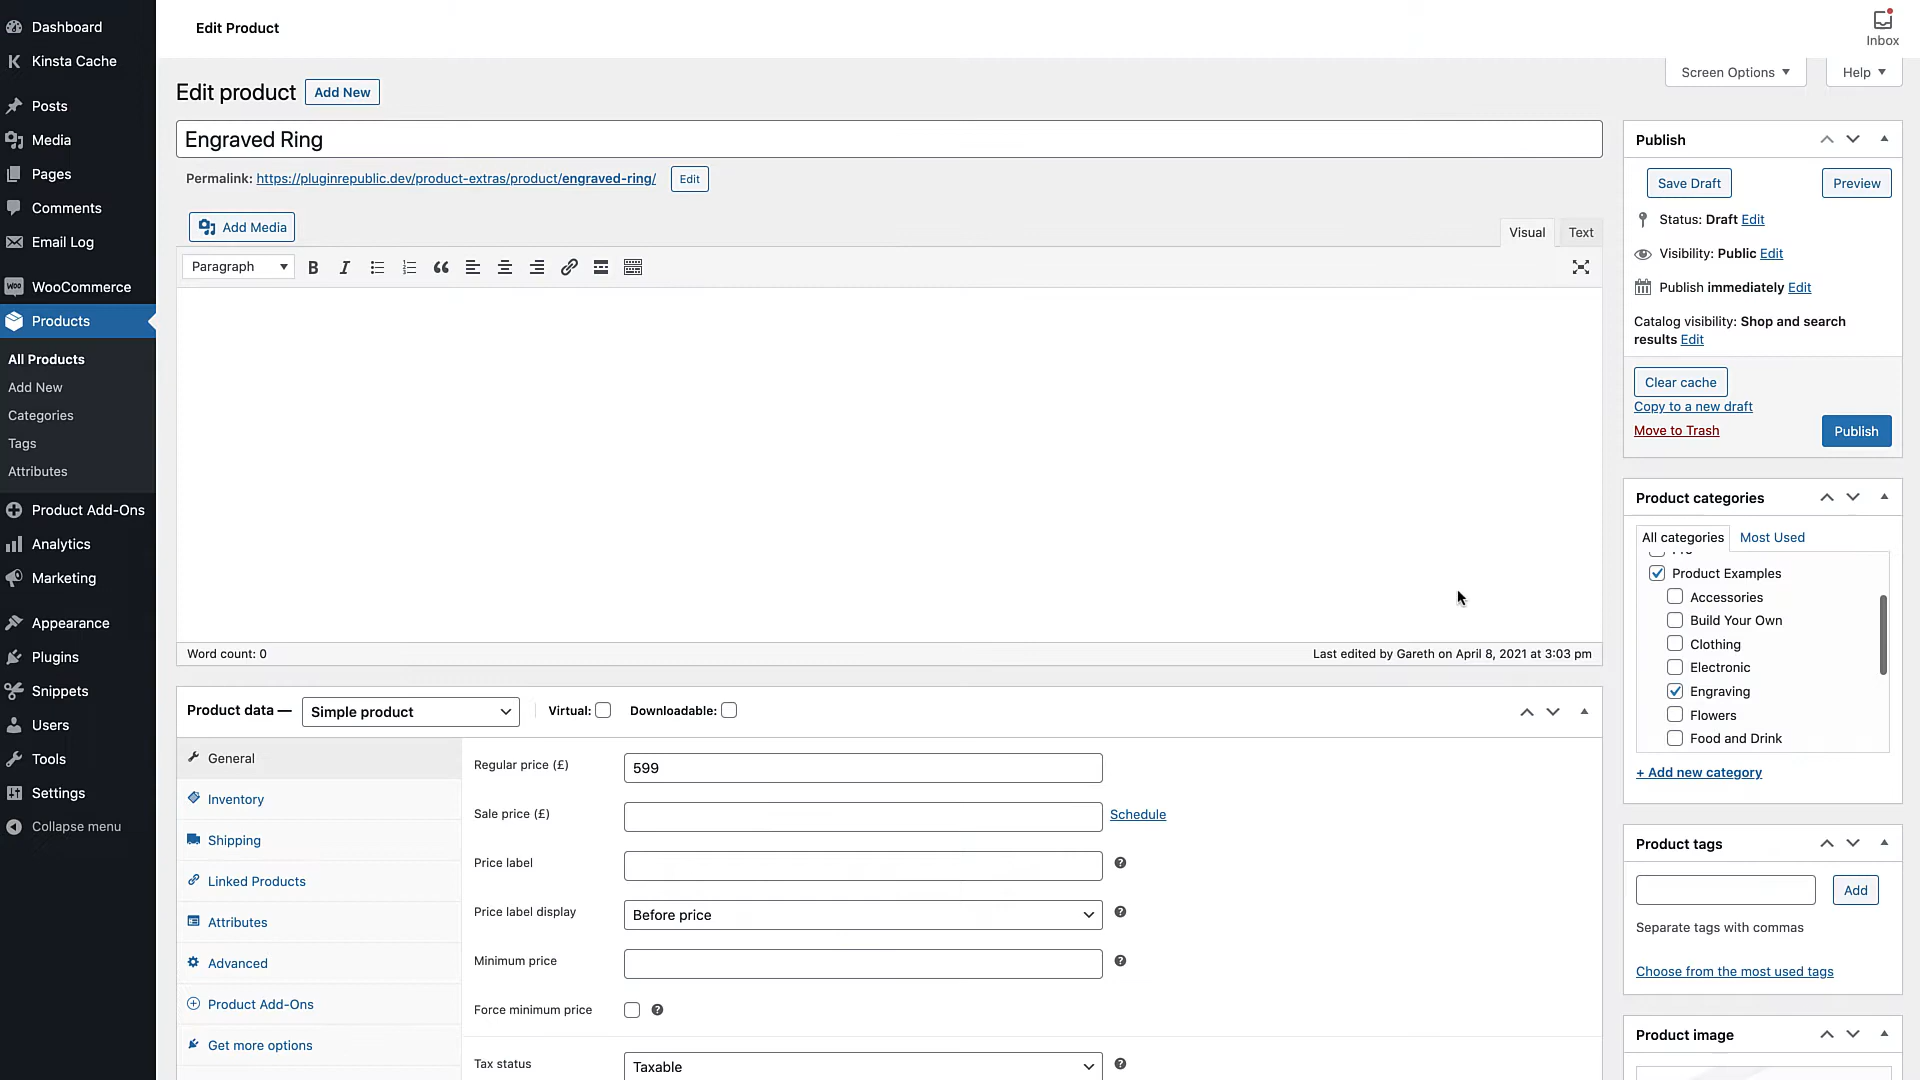 Dashboard
Kinsta Cache
Posts
Media
Pages
Comments
Email Log
WooCommerce
Products
All Products
Add New
Categories
Tags
Attributes
Product Add-Ons
Analytics
Marketing
Appearance
Plugins
Snippets
Users
Tools
Settings
Collapse menu
Edit Product
Inbox
Screen Options
Help
Edit product
Add New
Engraved Ring
Permalink: https://pluginrepublic.dev/product-extras/product/engraved-ring/
Edit
Add Media
Visual
Text
Paragraph
B
I
Word count: 0
Last edited by Gareth on April 8, 2021 at 3:03 pm
Product data —
Simple product
Virtual:
Downloadable:
General
Inventory
Shipping
Linked Products
Attributes
Advanced
Product Add-Ons
Get more options
Regular price (£)
599
Sale price (£)
Schedule
Price label
Price label display
Before price
Minimum price
Force minimum price
Tax status
Taxable
Publish
Save Draft
Preview
Status: Draft Edit
Visibility: Public Edit
Publish immediately Edit
Catalog visibility: Shop and search
results Edit
Clear cache
Copy to a new draft
Move to Trash
Publish
Product categories
All categories
Most Used
Product Examples
Accessories
Build Your Own
Clothing
Electronic
Engraving
Flowers
Food and Drink
+ Add new category
Product tags
Add
Separate tags with commas
Choose from the most used tags
Product image